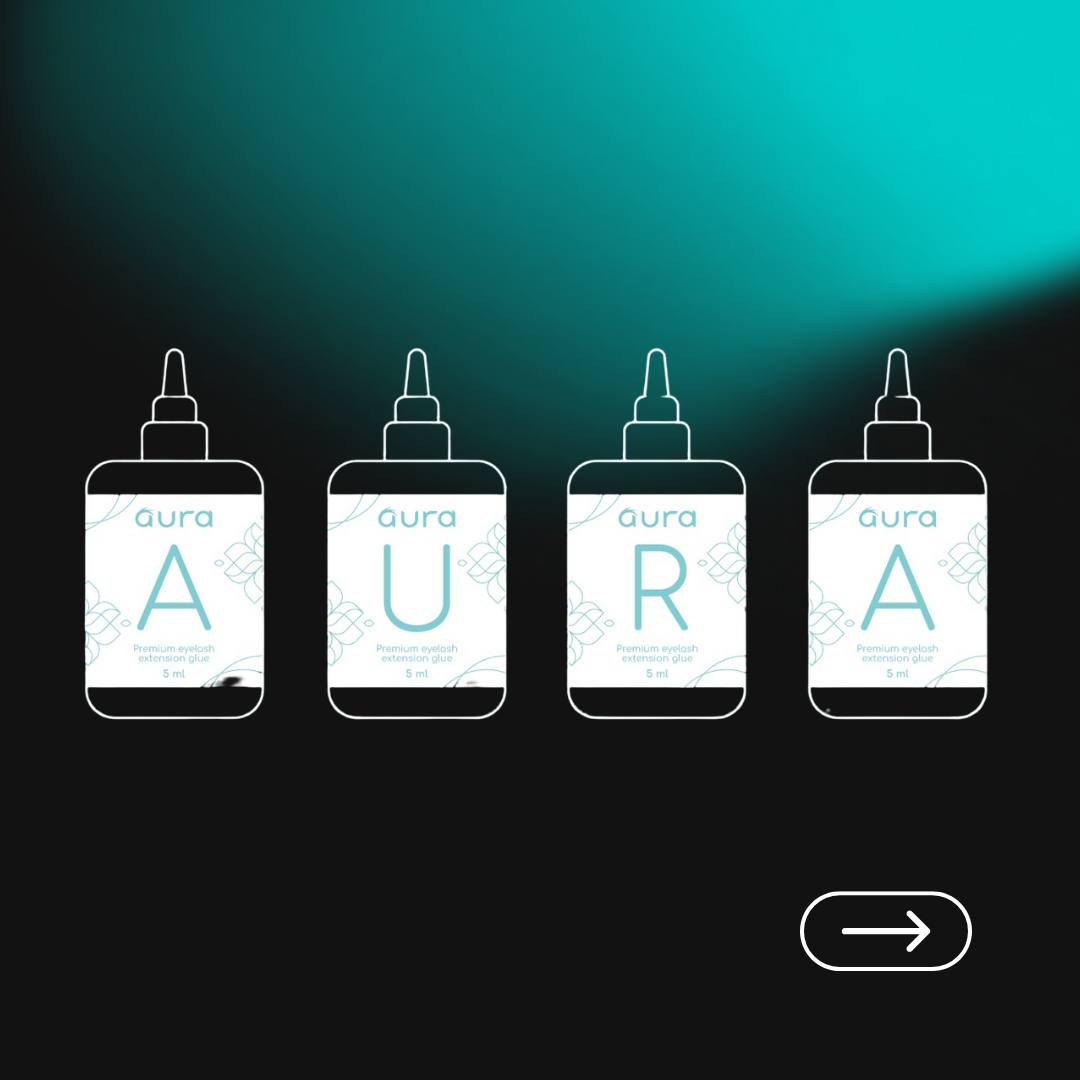 aura
A
Premium eyelash
extension glue
5 ml
aura
U
Premium eyelash
extension glue
5 ml
aura
R
Premium eyelash
extension glue
5 ml
aura
A
Premium eyelash
extension glue
5 ml